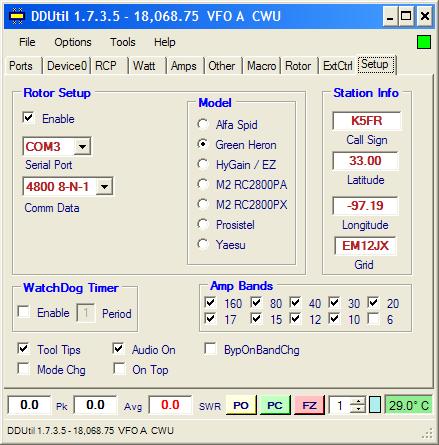 DDUtil 1.7.3.5 - 18,068.75 VFO A CWU
File Options Tools Help
Ports Device0 RCP Watt Amps Other Macro Rotor ExtCtrl Setup
Rotor Setup
Enable
COM3
Serial Port
4800 8-N-1
Comm Data
Model
Alfa Spid
Green Heron
HyGain / EZ
M2 RC2800PA
M2 RC2800PX
Prosistel
Yaesu
Station Info
K5FR
Call Sign
33.00
Latitude
-97.19
Longitude
EM12JX
Grid
WatchDog Timer
Enable 1 Period
Amp Bands
160 80 40 30 20
17 15 12 10 6
Tool Tips Audio On BypOnBandChg
Mode Chg On Top
0.0 Pk 0.0 Avg 0.0 SWR PO PC FZ 1 29.0° C
DDUtil 1.7.3.5 - 18,068.75 VFO A CWU